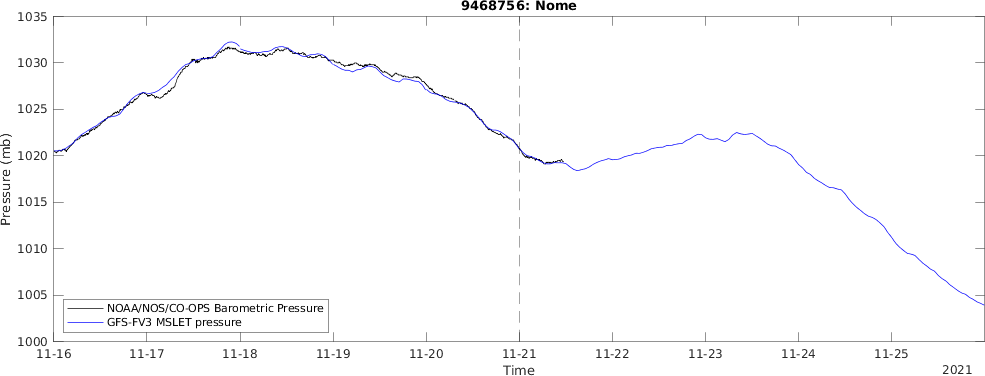 9468756: Nome
1035
1030
1025
1020
1015
1010
1005
1000
Pressure (mb)
NOAA/NOS/CO-OPS Barometric Pressure
GFS-FV3 MSLET pressure
11-16 11-17 11-18 11-19 11-20 11-21 11-22 11-23 11-24 11-25
Time
2021